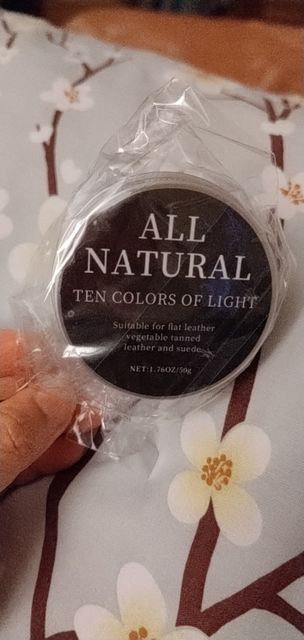 ALL
NATURAL
TEN COLORS OF LIGHT
Suitable for flat leather
vegetable tanned
leather and suede
NET:1.76OZ/50g